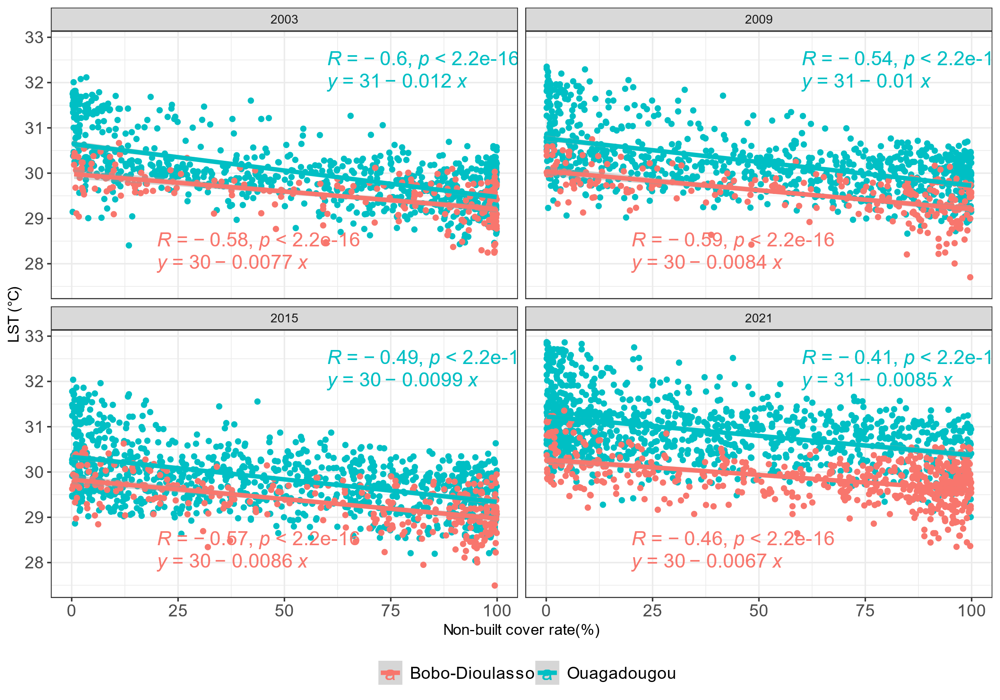 2003
2009
33
32
31
30
29
28
R = − 0.6, p < 2.2e-16
y = 31 − 0.012 x
R = − 0.58, p < 2.2e-16
y = 30 − 0.0077 x
R = − 0.54, p < 2.2e-1
y = 31 − 0.01 x
R = − 0.59, p < 2.2e-16
y = 30 − 0.0084 x
LST (°C)
2015
2021
33
32
31
30
29
28
R = − 0.49, p < 2.2e-1
y = 30 − 0.0099 x
R = − 0.57, p < 2.2e-16
y = 30 − 0.0086 x
R = − 0.41, p < 2.2e-1
y = 31 − 0.0085 x
R = − 0.46, p < 2.2e-16
y = 30 − 0.0067 x
0 25 50 75 100
0 25 50 75 100
Non-built cover rate(%)
a Bobo-Dioulasso a Ouagadougou